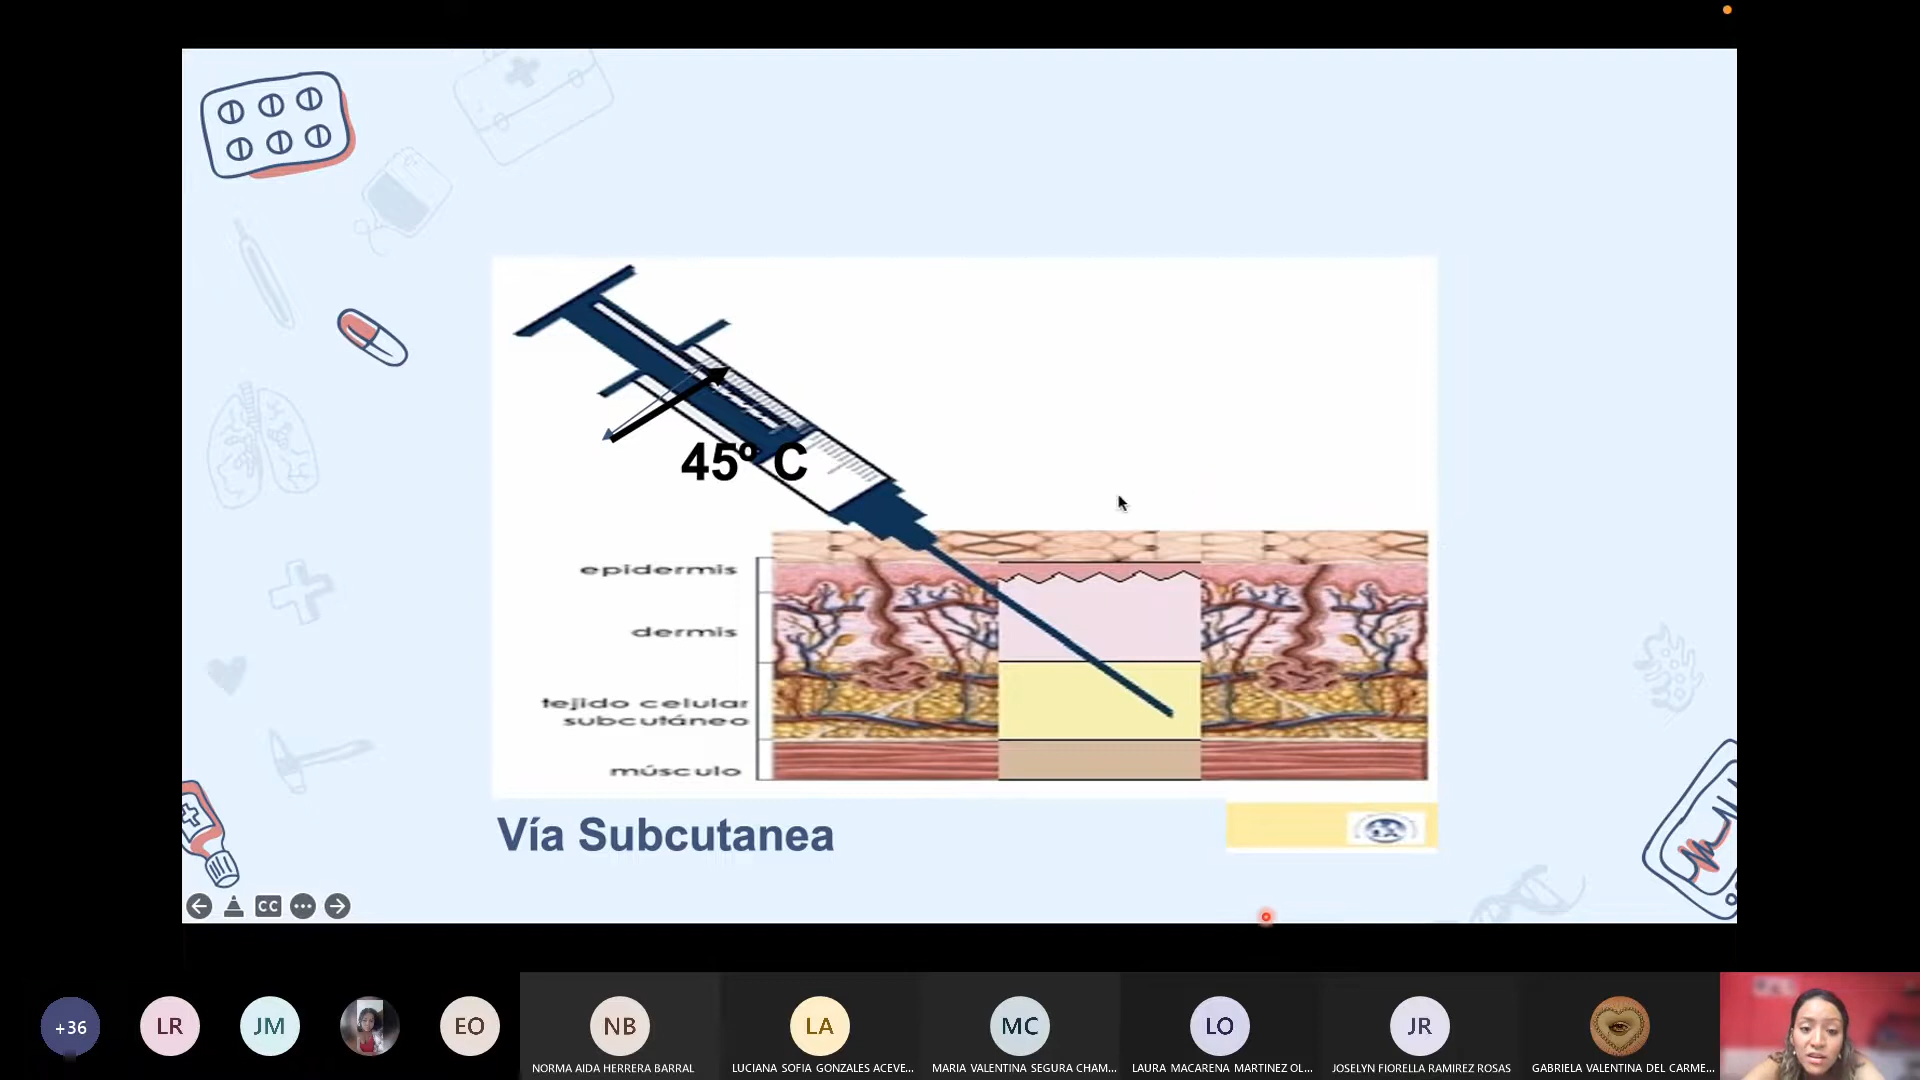 45º C
epidermis
dermis
tejido celular
subcutáneo
músculo
Vía Subcutanea
CC
+36
LR
JM
EO
NB
LA
MC
LO
JR
NORMA AIDA HERRERA BARRAL
LUCIANA SOFIA GONZALES ACEVE...
MARIA VALENTINA SEGURA CHAM...
LAURA MACARENA MARTINEZ OL...
JOSELYN FIORELLA RAMIREZ ROSAS
GABRIELA VALENTINA DEL CARME...